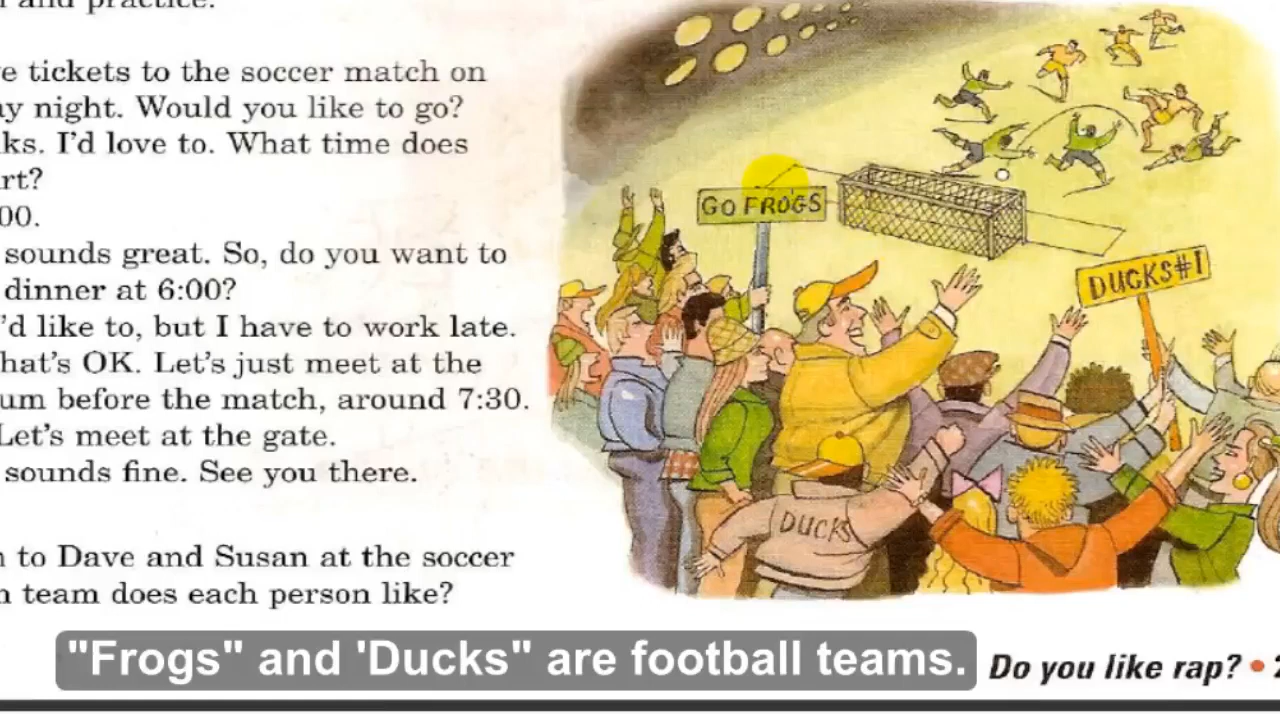 and practice.
e tickets to the soccer match on
ay night. Would you like to go?
ks. I'd love to. What time does
rt?
00.
sounds great. So, do you want to
dinner at 6:00?
'd like to, but I have to work late.
hat's OK. Let's just meet at the
um before the match, around 7:30.
Let's meet at the gate.
sounds fine. See you there.
n to Dave and Susan at the soccer
n team does each person like?
GO FROGS
DUCKS#1
DUCKS
"Frogs" and 'Ducks" are football teams.
Do you like rap? •